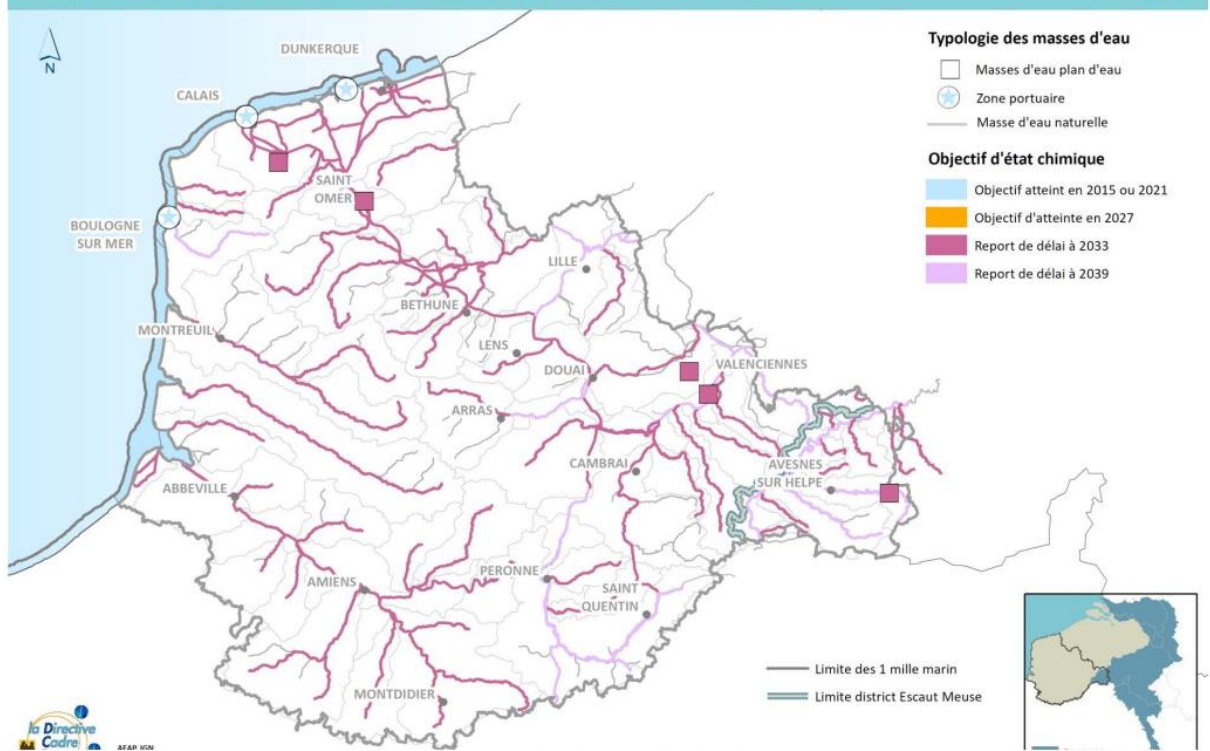 N
DUNKERQUE
CALAIS
SAINT
OMER
BOULOGNE
SUR MER
LILLE
BETHUNE
MONTREUIL
LENS
DOUAI
VALENCIENNES
ARRAS
CAMBRAI
AVESNES
SUR HELPE
ABBEVILLE
AMIENS
PERONNE
SAINT
QUENTIN
MONTDIDIER
Typologie des masses d'eau
Masses d'eau plan d'eau
Zone portuaire
Masse d'eau naturelle
Objectif d'état chimique
Objectif atteint en 2015 ou 2021
Objectif d'atteinte en 2027
Report de délai à 2033
Report de délai à 2039
Limite des 1 mille marin
Limite district Escaut Meuse
la Directive
Cadre
AEAP, IGN